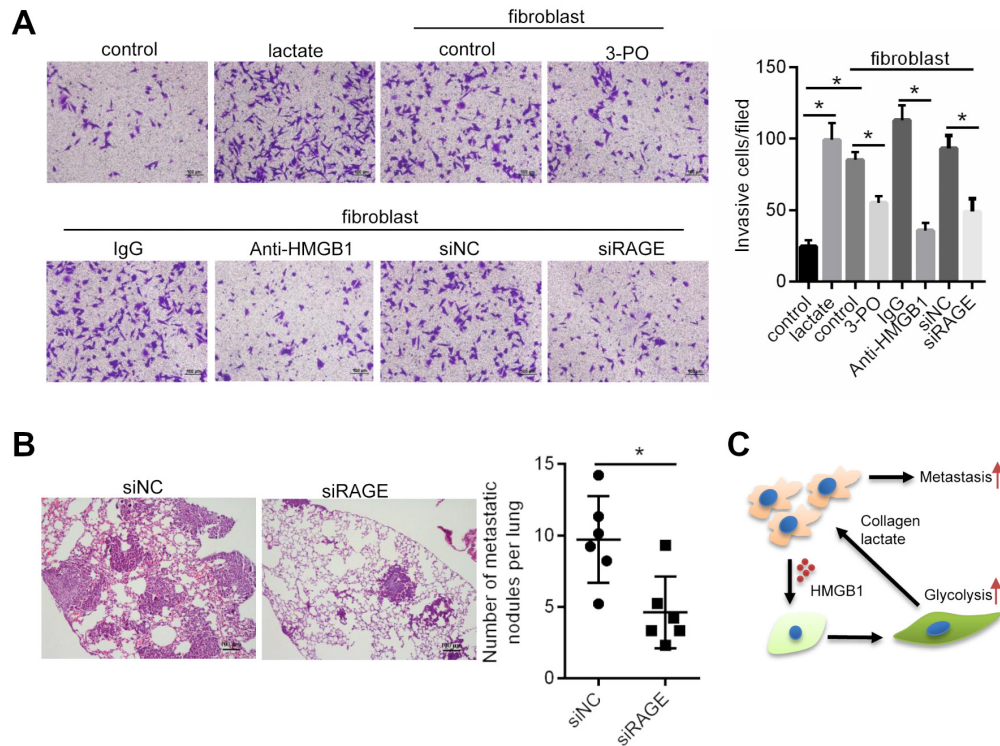 A
fibroblast
control lactate control 3-PO
fibroblast
IgG Anti-HMGB1 siNC siRAGE
fibroblast
150
100
50
0
Invasive cells/filed
* * * * *
control
lactate
control
3-PO
IgG
Anti-HMGB1
siNC
siRAGE
B
siNC siRAGE
100 µm
Number of metastatic
nodules per lung
15
10
5
0
*
siNC
siRAGE
C
Metastasis
Collagen
lactate
HMGB1
Glycolysis